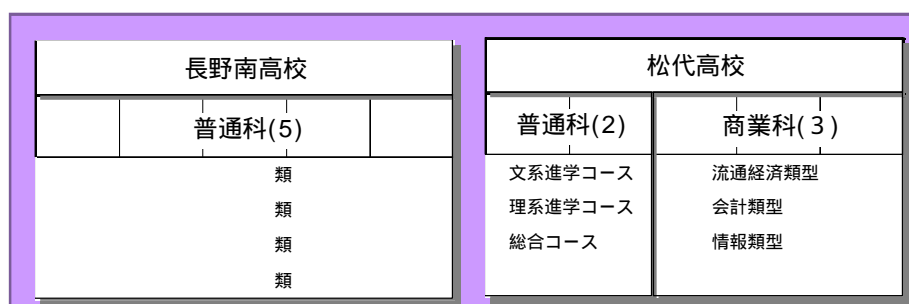 長野南高校
普通科(5)
類
類
類
類
松代高校
普通科(2)
商業科(３)
文系進学コース
流通経済類型
理系進学コース
会計類型
総合コース
情報類型